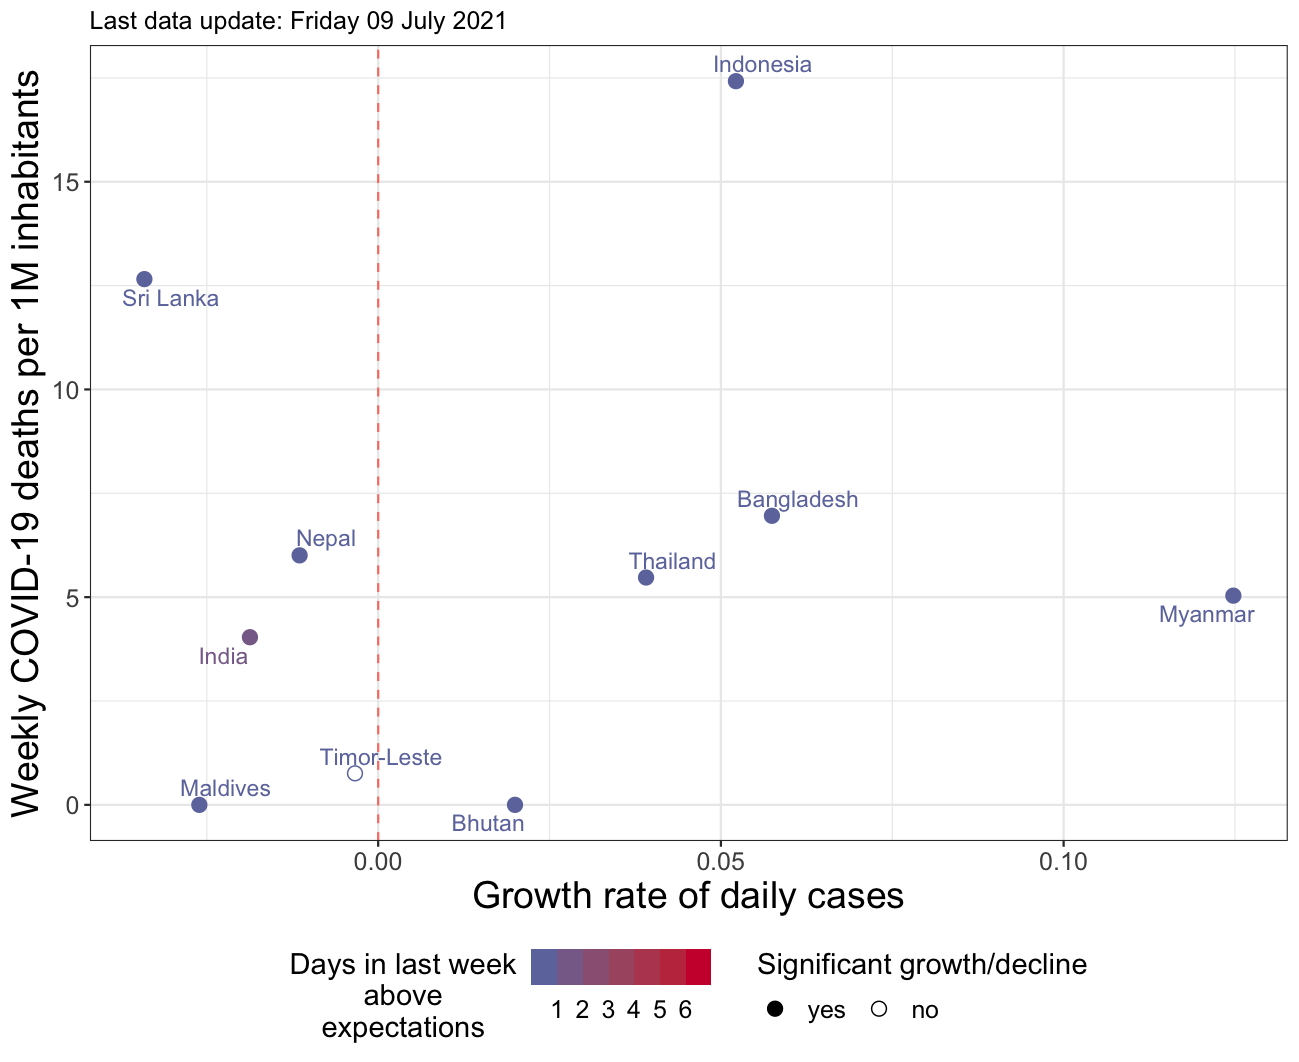 Last data update: Friday 09 July 2021
Weekly COVID-19 deaths per 1M inhabitants
15
10
5
0
Indonesia
Sri Lanka
Bangladesh
Nepal
Thailand
Myanmar
India
Timor-Leste
Maldives
Bhutan
0.00 0.05 0.10
Growth rate of daily cases
Days in last week
above
expectations
1 2 3 4 5 6
Significant growth/decline
yes no